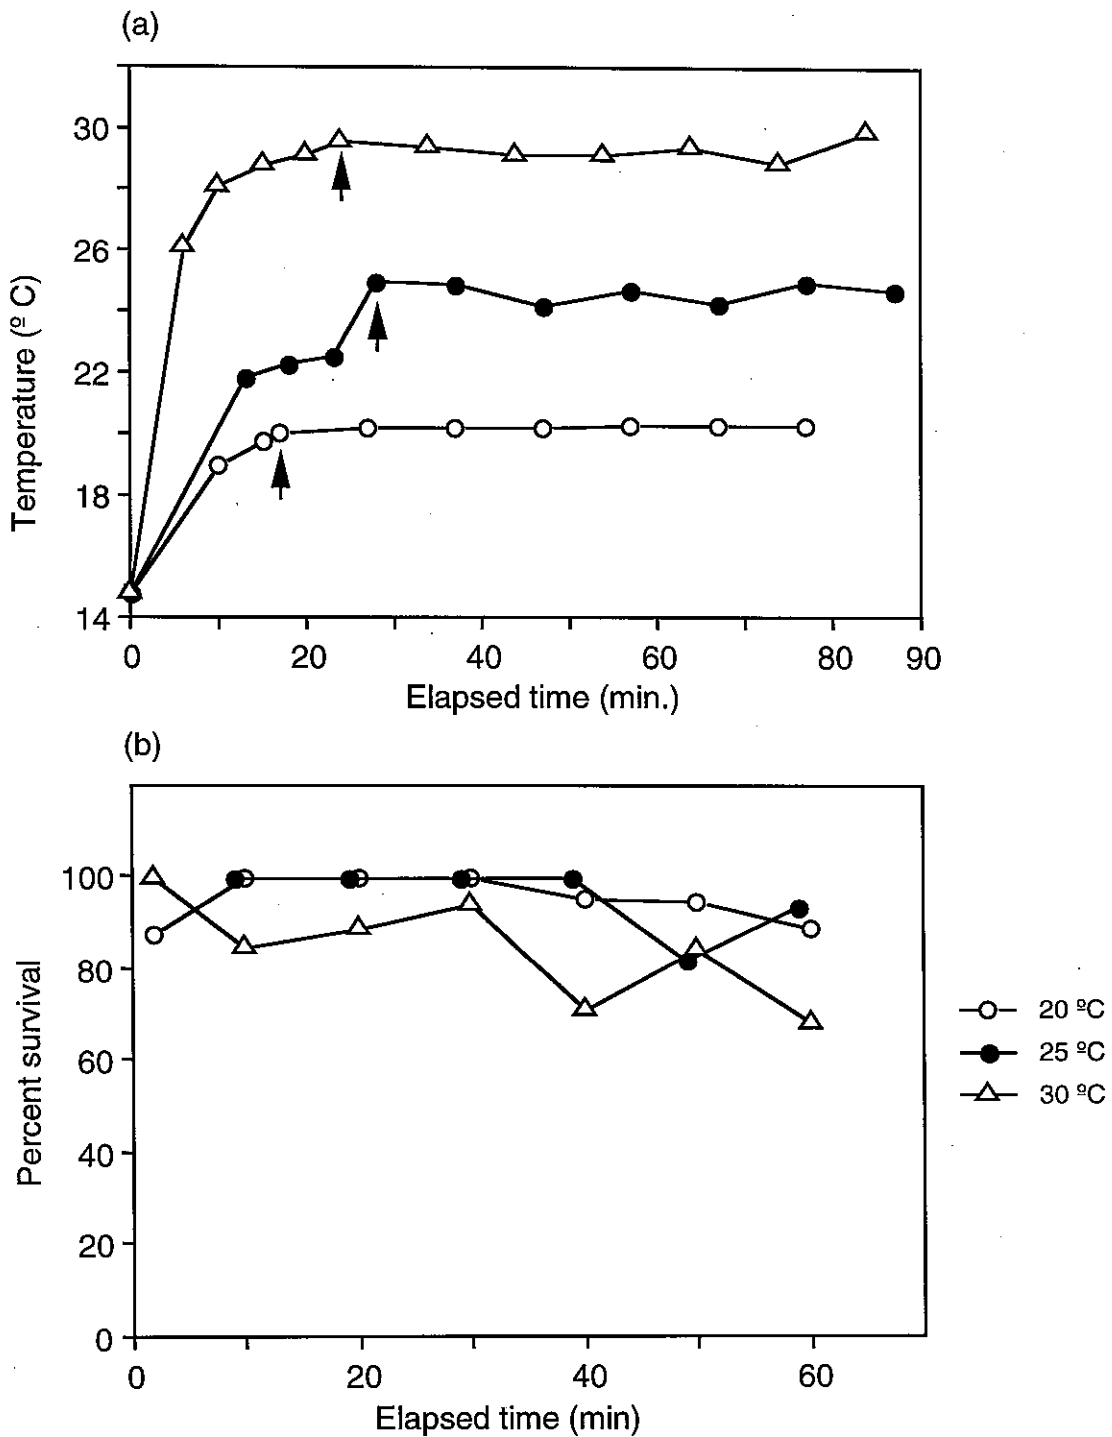 (a)
30
26
22
18
14
Temperature (º C)
0 20 40 60 80 90
Elapsed time (min.)
(b)
100
80
60
40
20
0
Percent survival
0 20 40 60
Elapsed time (min)
20 ºC
25 ºC
30 ºC